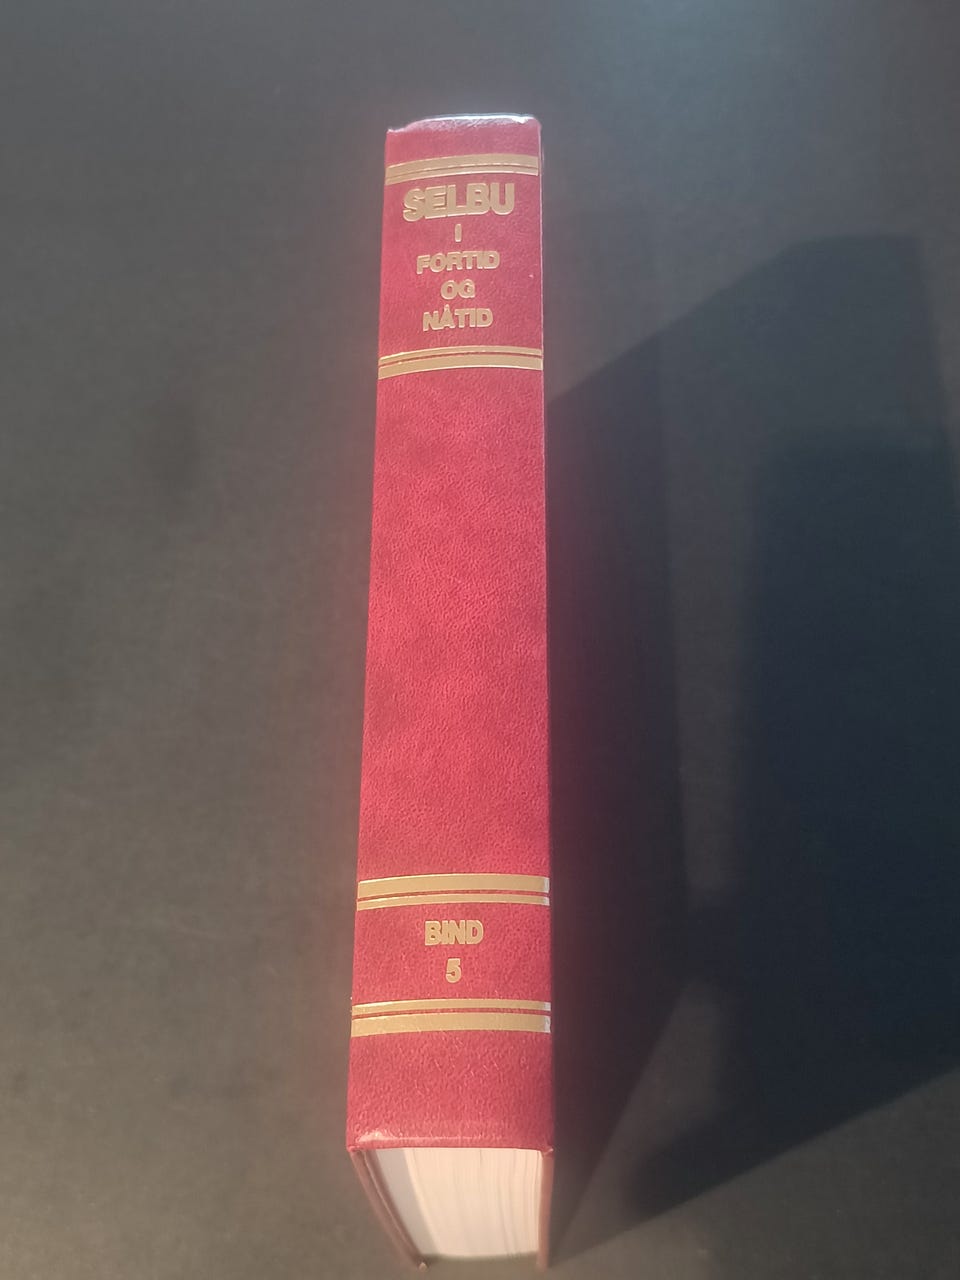 SELBU
I
FORTID
OG
NÅTID
BIND
5